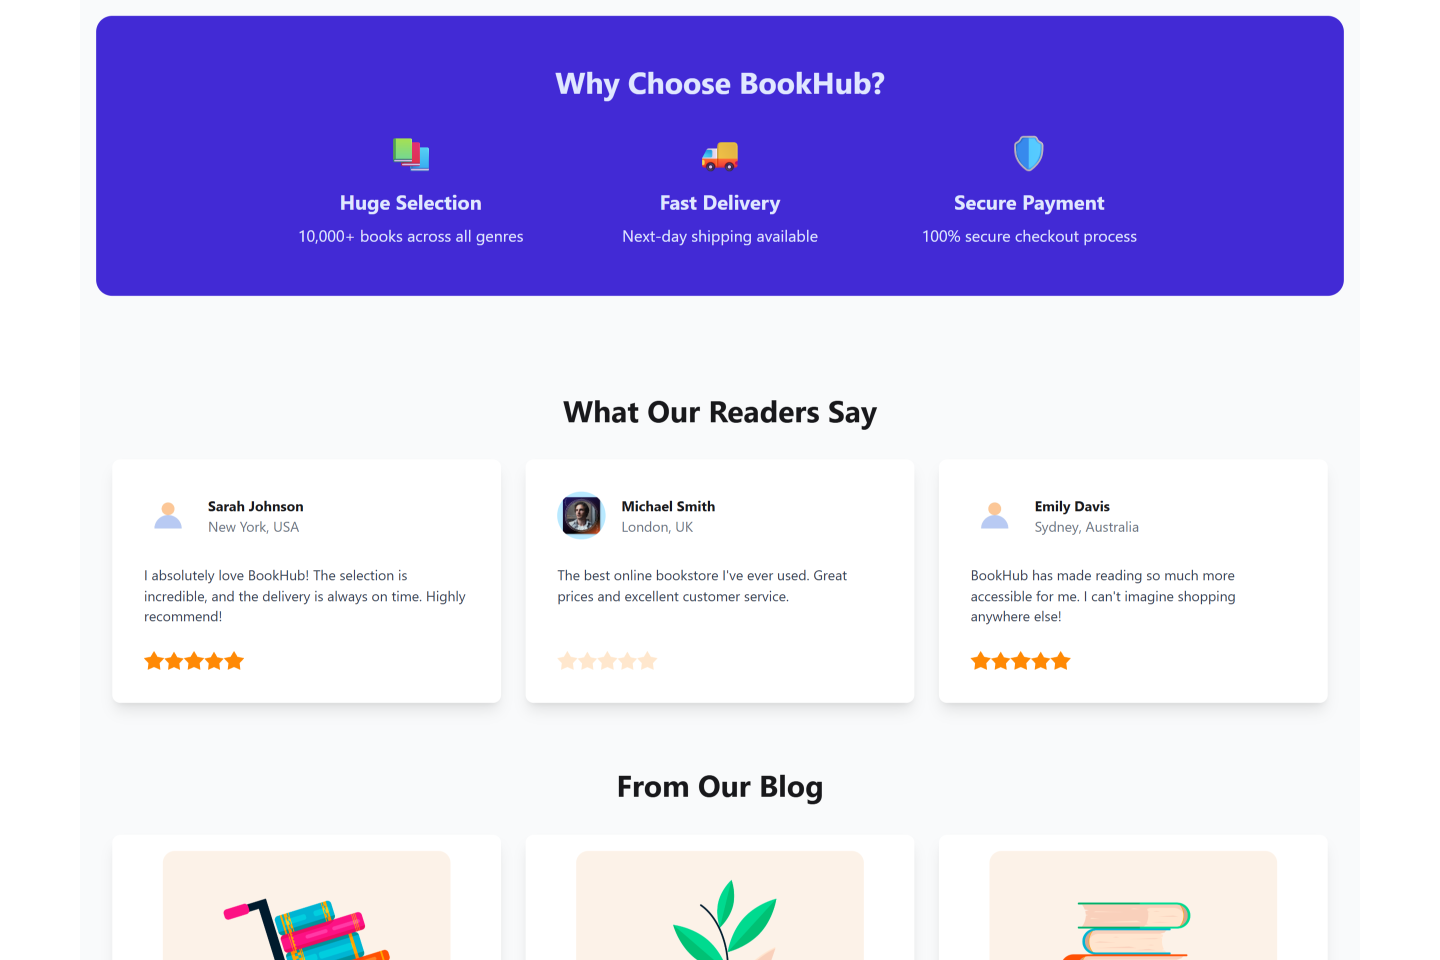 Why Choose BookHub?
Huge Selection
10,000+ books across all genres
Fast Delivery
Next-day shipping available
Secure Payment
100% secure checkout process
What Our Readers Say
Sarah Johnson
New York, USA
I absolutely love BookHub! The selection is
incredible, and the delivery is always on time. Highly
recommend!
Michael Smith
London, UK
The best online bookstore I've ever used. Great
prices and excellent customer service.
Emily Davis
Sydney, Australia
BookHub has made reading so much more
accessible for me. I can't imagine shopping
anywhere else!
From Our Blog